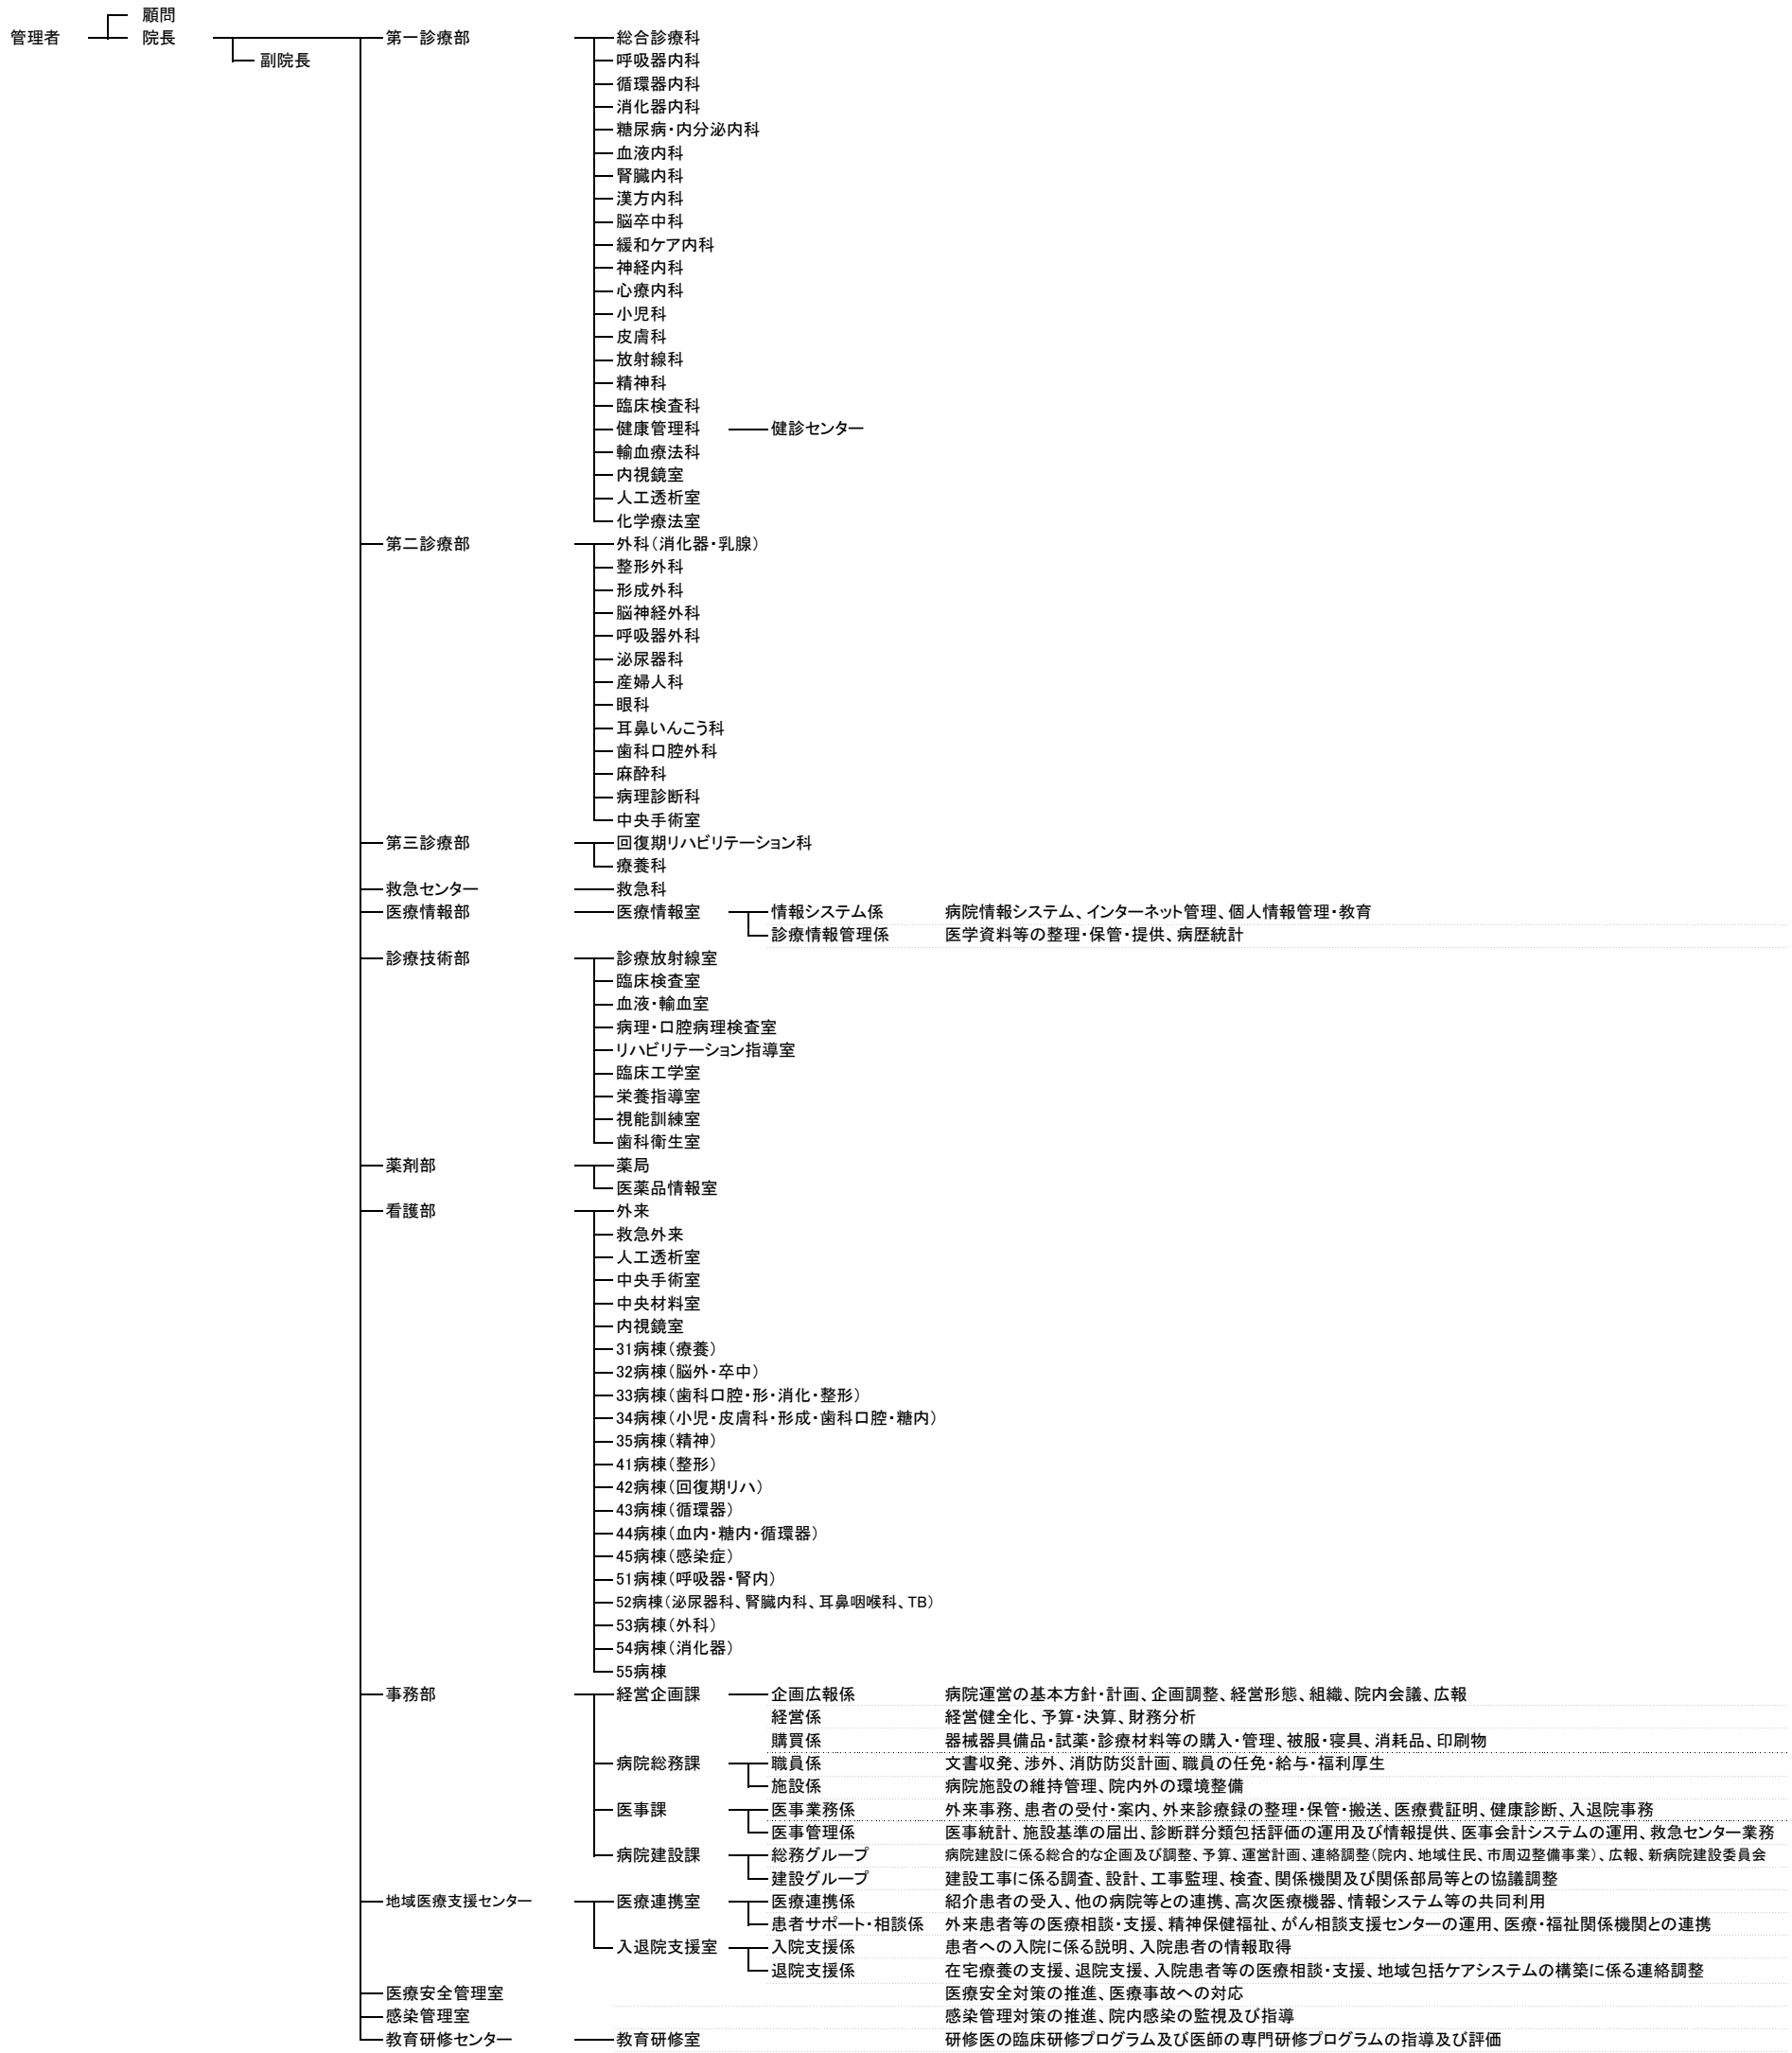 顧問
管理者 院長 第一診療部 総合診療科
副院長 呼吸器内科
循環器内科
消化器内科
糖尿病・内分泌内科
血液内科
腎臓内科
漢方内科
脳卒中科
緩和ケア内科
神経内科
心療内科
小児科
皮膚科
放射線科
精神科
臨床検査科
健康管理科 健診センター
輸血療法科
内視鏡室
人工透析室
化学療法室
第二診療部 外科（消化器・乳腺）
整形外科
形成外科
脳神経外科
呼吸器外科
泌尿器科
産婦人科
眼科
耳鼻いんこう科
歯科口腔外科
麻酔科
病理診断科
中央手術室
第三診療部 回復期リハビリテーション科
療養科
救急センター 救急科
医療情報部 医療情報室 情報システム係 病院情報システム、インターネット管理、個人情報管理・教育
診療情報管理係 医学資料等の整理・保管・提供、病歴統計
診療技術部 診療放射線室
臨床検査室
血液・輸血室
病理・口腔病理検査室
リハビリテーション指導室
臨床工学室
栄養指導室
視能訓練室
歯科衛生室
薬剤部 薬局
医薬品情報室
看護部 外来
救急外来
人工透析室
中央手術室
中央材料室
内視鏡室
31病棟（療養）
32病棟（脳外・卒中）
33病棟（歯科口腔・形・消化・整形）
34病棟（小児・皮膚科・形成・歯科口腔・糖内）
35病棟（精神）
41病棟（整形）
42病棟（回復期リハ）
43病棟（循環器）
44病棟（血内・糖内・循環器）
45病棟（感染症）
51病棟（呼吸器・腎内）
52病棟（泌尿器科、腎臓内科、耳鼻咽喉科、TB）
53病棟（外科）
54病棟（消化器）
55病棟
事務部 経営企画課 企画広報係 病院運営の基本方針・計画、企画調整、経営形態、組織、院内会議、広報
経営係 経営健全化、予算・決算、財務分析
購買係 器械器具備品・試薬・診療材料等の購入・管理、被服・寝具、消耗品、印刷物
病院総務課 職員係 文書収発、渉外、消防防災計画、職員の任免・給与・福利厚生
施設係 病院施設の維持管理、院内外の環境整備
医事課 医事業務係 外来事務、患者の受付・案内、外来診療録の整理・保管・搬送、医療費証明、健康診断、入退院事務
医事管理係 医事統計、施設基準の届出、診断群分類包括評価の運用及び情報提供、医事会計システムの運用、救急センター業務
病院建設課 総務グループ 病院建設に係る総合的な企画及び調整、予算、運営計画、連絡調整（院内、地域住民、市周辺整備事業）、広報、新病院建設委員会
建設グループ 建設工事に係る調査、設計、工事監理、検査、関係機関及び関係部局等との協議調整
地域医療支援センター 医療連携室 医療連携係 紹介患者の受入、他の病院等との連携、高次医療機器、情報システム等の共同利用
患者サポート・相談係 外来患者等の医療相談・支援、精神保健福祉、がん相談支援センターの運用、医療・福祉関係機関との連携
入退院支援室 入院支援係 患者への入院に係る説明、入院患者の情報取得
退院支援係 在宅療養の支援、退院支援、入院患者等の医療相談・支援、地域包括ケアシステムの構築に係る連絡調整
医療安全管理室 医療安全対策の推進、医療事故への対応
感染管理室 感染管理対策の推進、院内感染の監視及び指導
教育研修センター 教育研修室 研修医の臨床研修プログラム及び医師の専門研修プログラムの指導及び評価